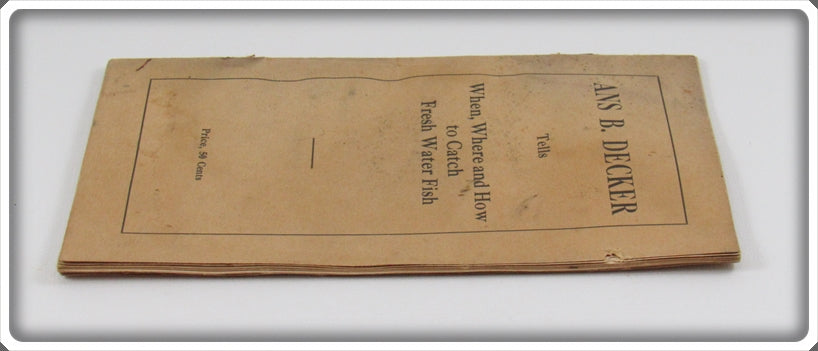 ANS B. DECKER
Tells
When, Where and How
to Catch
Fresh Water Fish
Price, 50 Cents